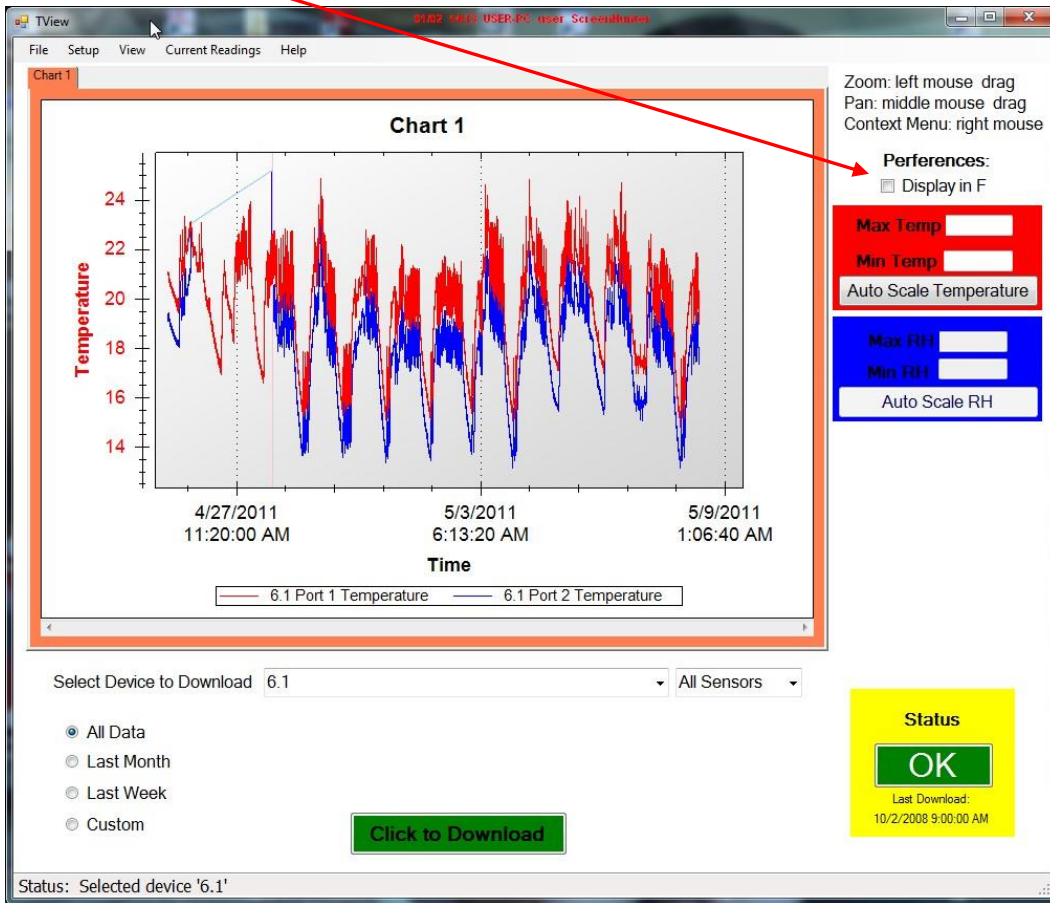 TView
USER-PC user ScreenHunter
File Setup View Current Readings Help
Chart 1
Zoom: left mouse drag
Pan: middle mouse drag
Context Menu: right mouse
Perferences:
Display in F
Max Temp
Min Temp
Auto Scale Temperature
Max RH
Min RH
Auto Scale RH
Chart 1
Temperature
24
22
20
18
16
14
4/27/2011 5/3/2011 5/9/2011
11:20:00 AM 6:13:20 AM 1:06:40 AM
Time
6.1 Port 1 Temperature 6.1 Port 2 Temperature
Select Device to Download 6.1 All Sensors
All Data
Last Month
Last Week
Custom
Click to Download
Status
OK
Last Download:
10/2/2008 9:00:00 AM
Status: Selected device '6.1'